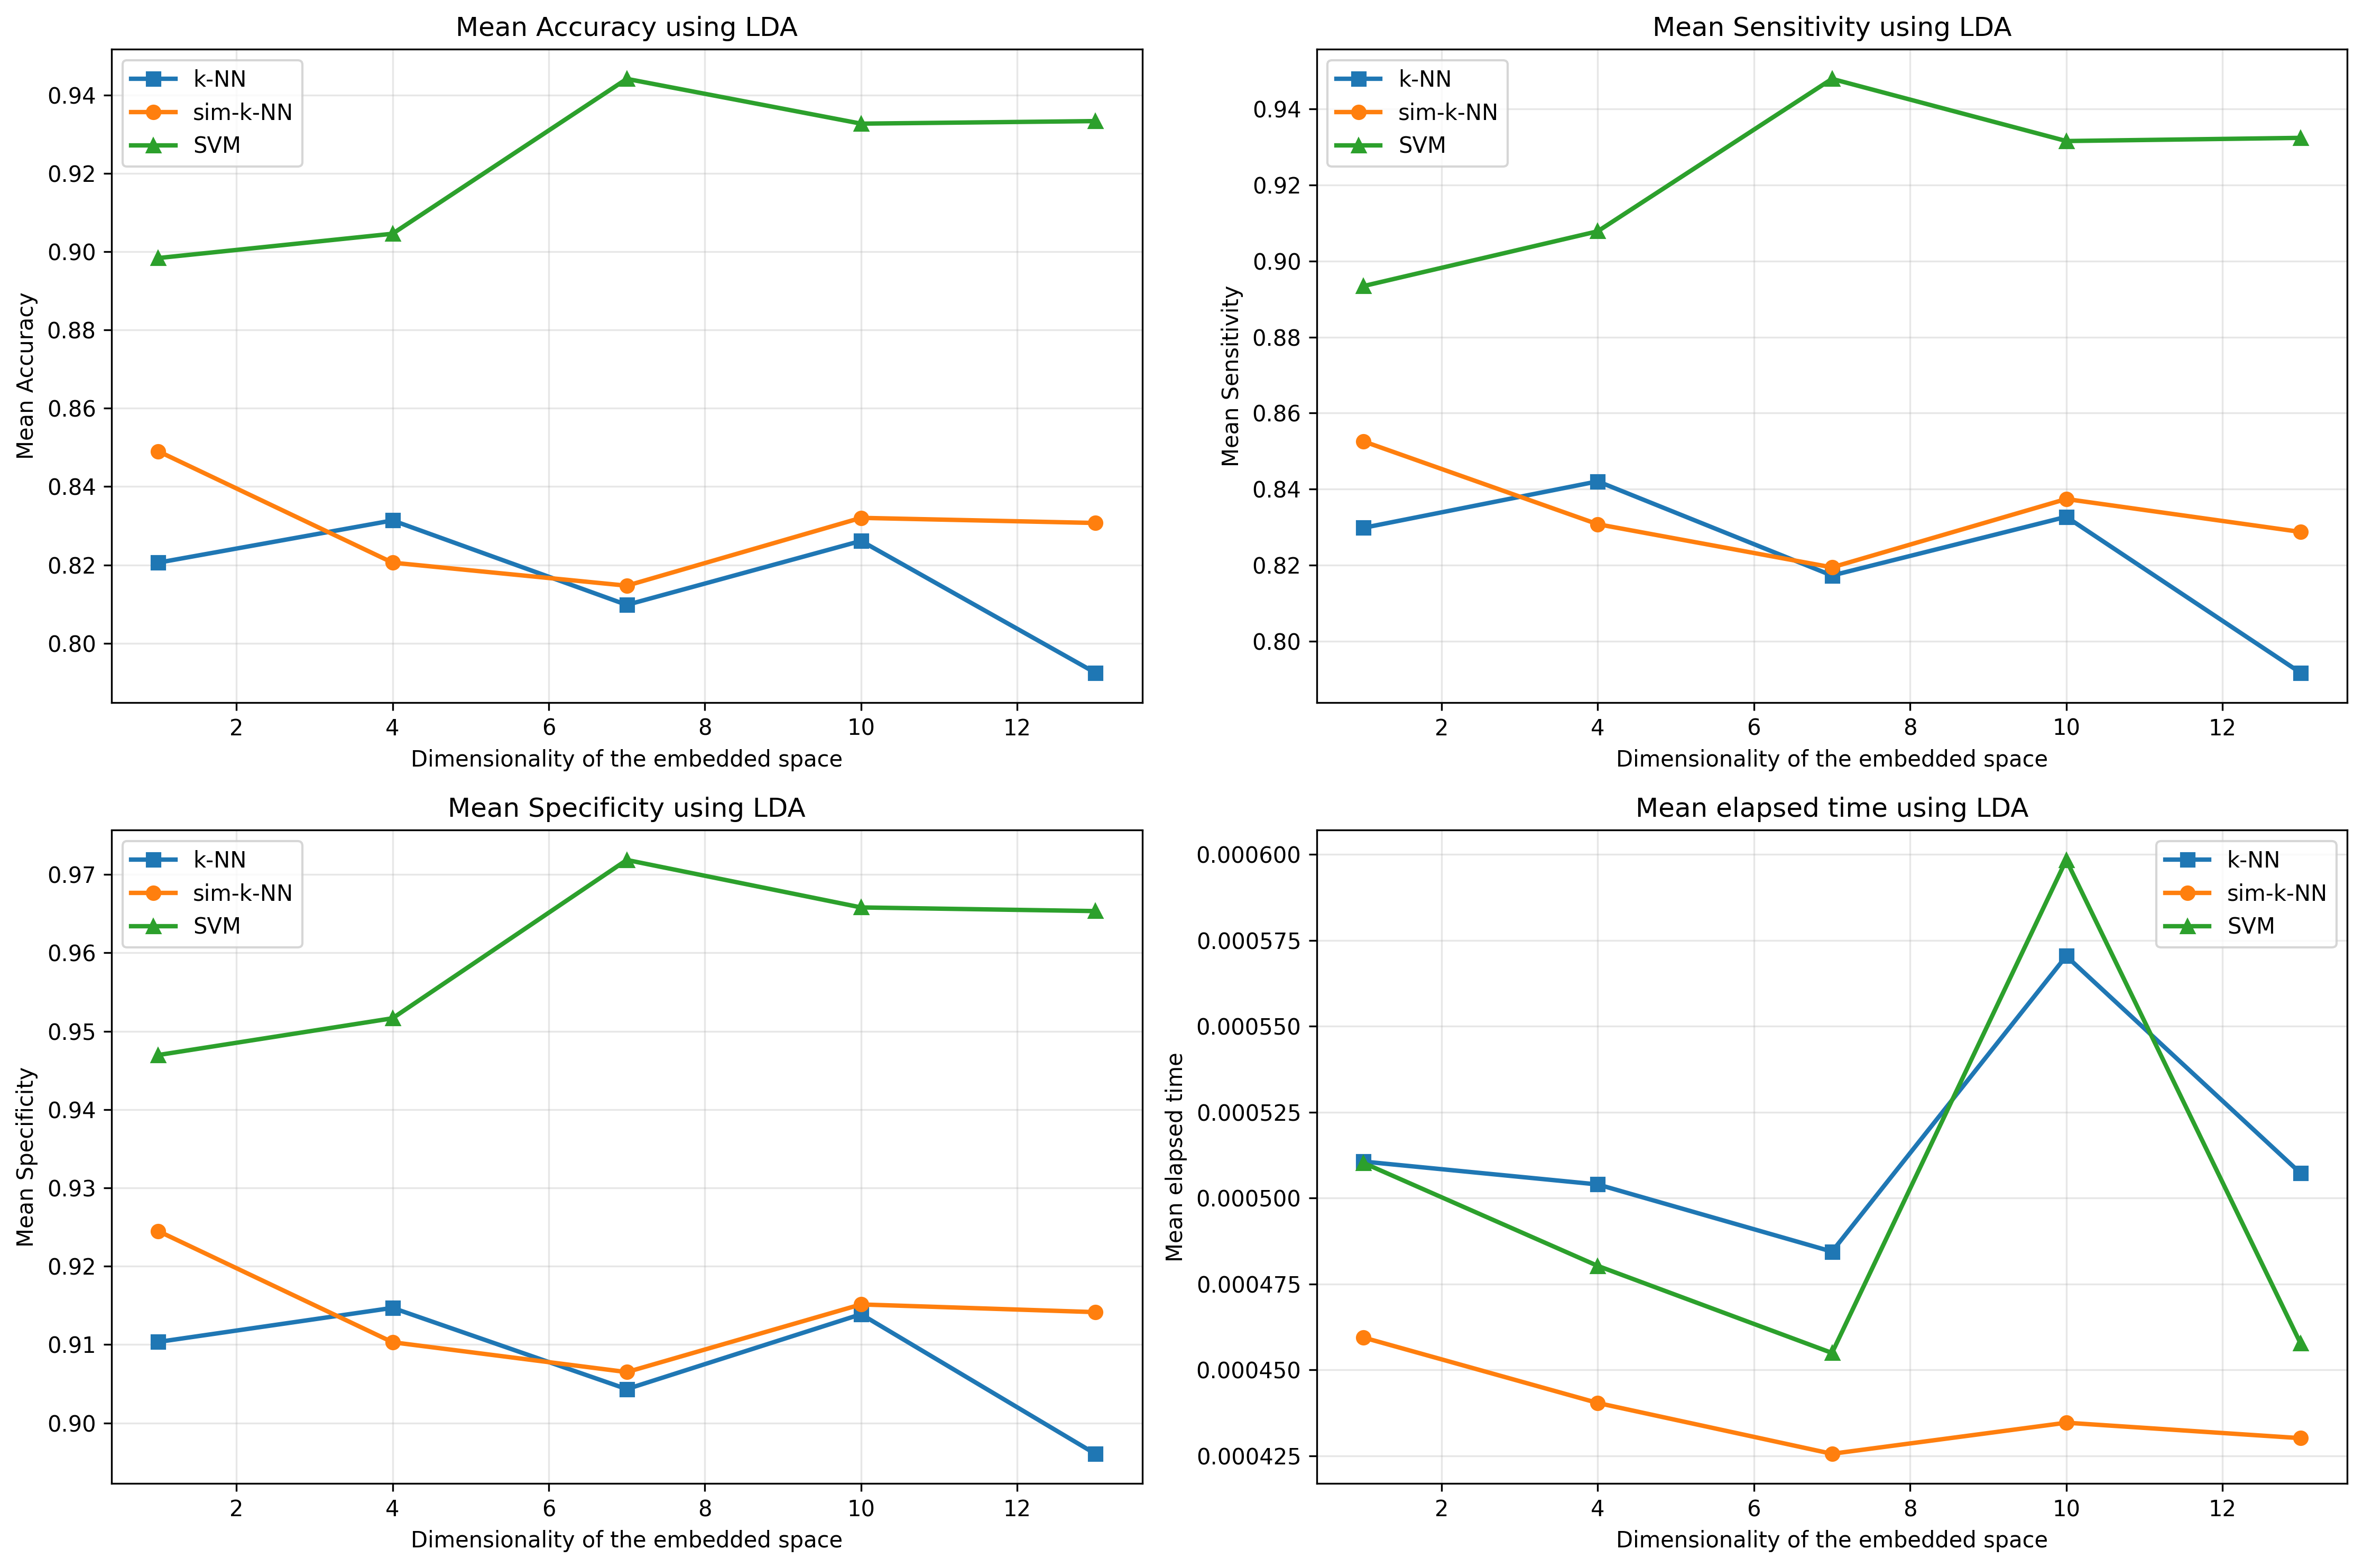 Mean Accuracy using LDA
k-NN
sim-k-NN
SVM
0.94
0.92
0.90
0.88
0.86
0.84
0.82
0.80
Mean Accuracy
2 4 6 8 10 12
Dimensionality of the embedded space
Mean Sensitivity using LDA
k-NN
sim-k-NN
SVM
0.94
0.92
0.90
0.88
0.86
0.84
0.82
0.80
Mean Sensitivity
2 4 6 8 10 12
Dimensionality of the embedded space
Mean Specificity using LDA
k-NN
sim-k-NN
SVM
0.97
0.96
0.95
0.94
0.93
0.92
0.91
0.90
Mean Specificity
2 4 6 8 10 12
Dimensionality of the embedded space
Mean elapsed time using LDA
k-NN
sim-k-NN
SVM
0.000600
0.000575
0.000550
0.000525
0.000500
0.000475
0.000450
0.000425
Mean elapsed time
2 4 6 8 10 12
Dimensionality of the embedded space